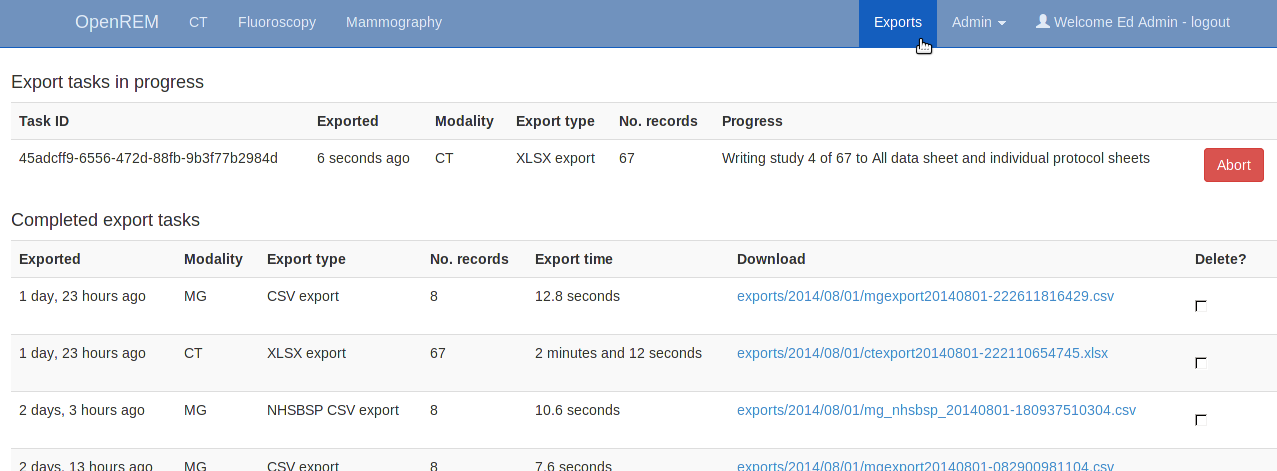 OpenREM CT Fluoroscopy Mammography Exports Admin Welcome Ed Admin - logout
Export tasks in progress
Task ID Exported Modality Export type No. records Progress
45adcff9-6556-472d-88fb-9b3f77b2984d 6 seconds ago CT XLSX export 67 Writing study 4 of 67 to All data sheet and individual protocol sheets Abort
Completed export tasks
Exported Modality Export type No. records Export time Download Delete?
1 day, 23 hours ago MG CSV export 8 12.8 seconds exports/2014/08/01/mgexport20140801-222611816429.csv
1 day, 23 hours ago CT XLSX export 67 2 minutes and 12 seconds exports/2014/08/01/ctexport20140801-222110654745.xlsx
2 days, 3 hours ago MG NHSBSP CSV export 8 10.6 seconds exports/2014/08/01/mg_nhsbsp_20140801-180937510304.csv
2 days, 13 hours ago MG CSV export 8 7.6 seconds exports/2014/08/01/mgexport20140801-082900981104.csv